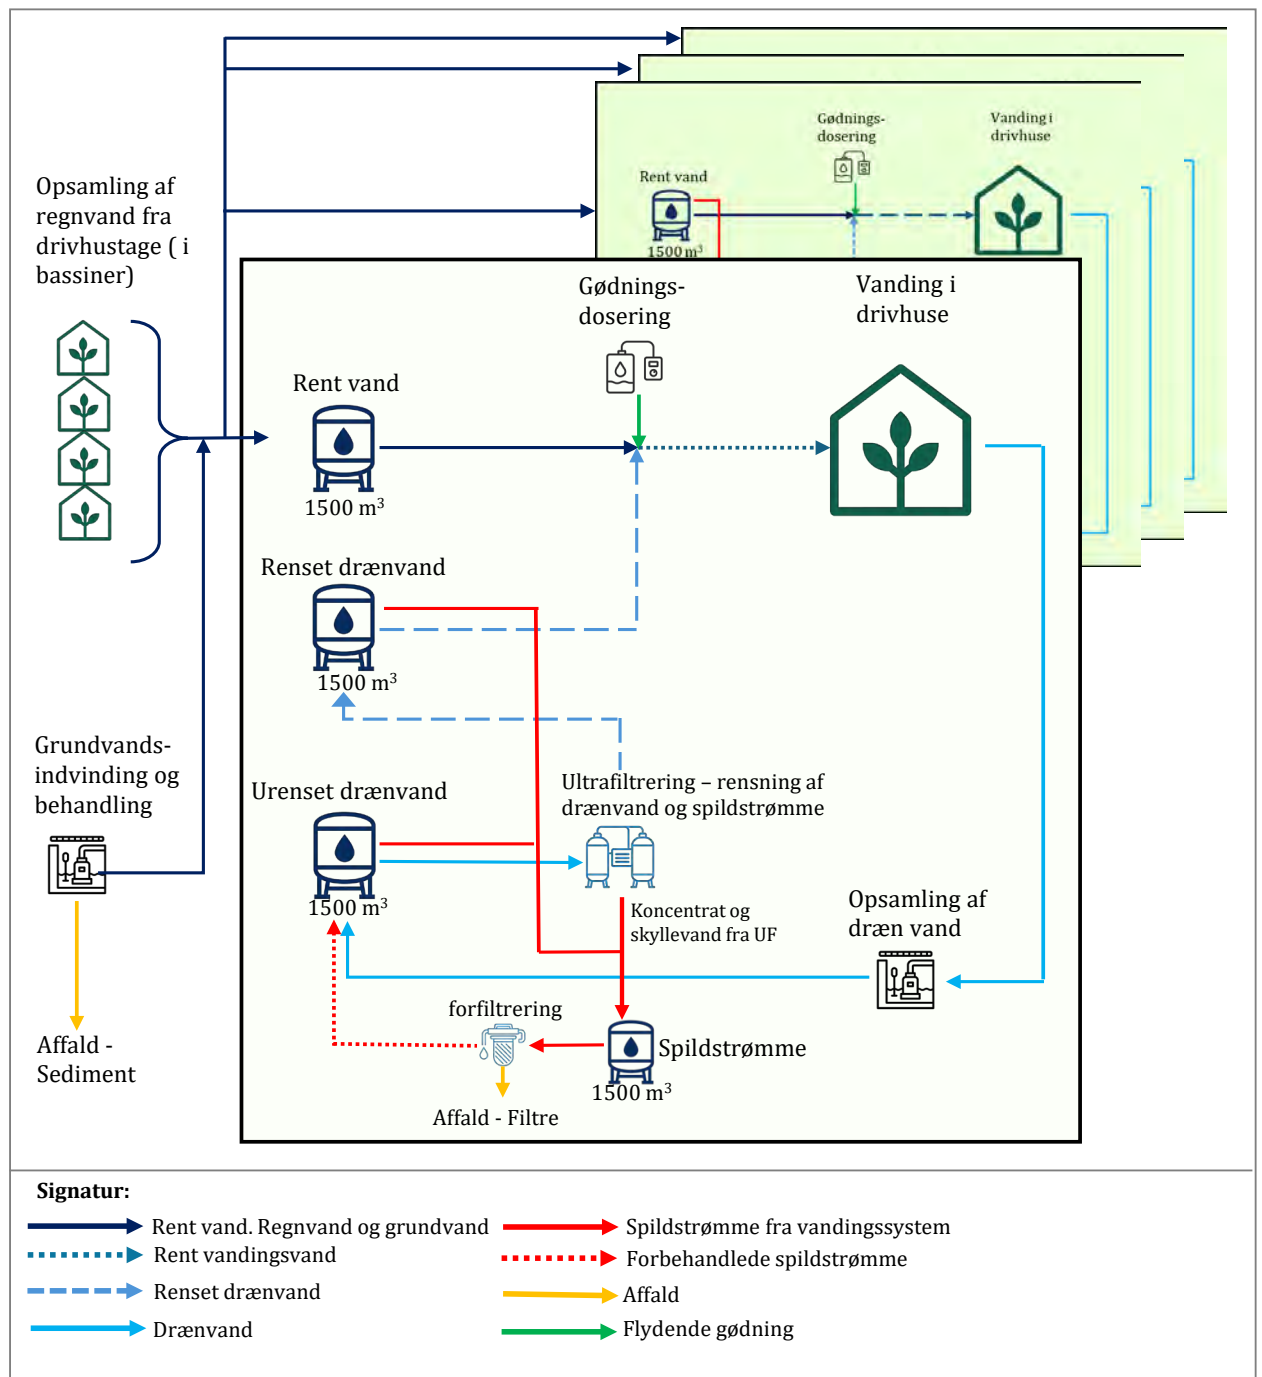 Gødnings-
dosering
Vanding i
drivhuse
Rent vand
1500 m³
Opsamling af
regnvand fra
drivhustage ( i
bassiner)
Gødnings-
dosering
Vanding i
drivhuse
Rent vand
1500 m³
Renset drænvand
1500 m³
Grundvands-
indvinding og
behandling
Urenset drænvand
1500 m³
Ultrafiltrering – rensning af
drænvand og spildstrømme
Koncentrat og
skyllevand fra UF
Opsamling af
dræn vand
forfiltrering
Spildstrømme
1500 m³
Affald - Filtre
Affald -
Sediment
Signatur:
Rent vand. Regnvand og grundvand
Rent vandingsvand
Renset drænvand
Drænvand
Spildstrømme fra vandingssystem
Forbehandlede spildstrømme
Affald
Flydende gødning